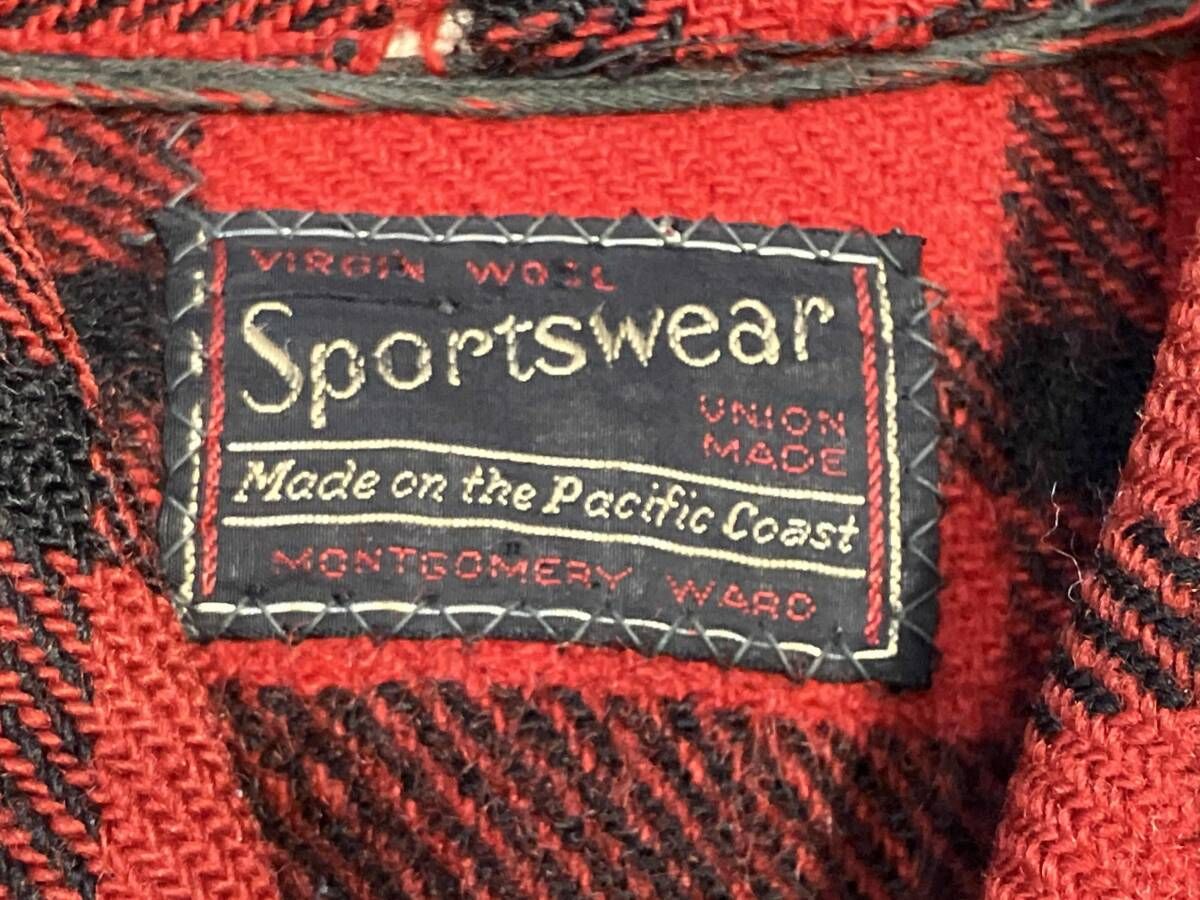 VIRGIN WOOL
Sportswear
UNION
MADE
Made on the Pacific Coast
MONTGOMERY WARD